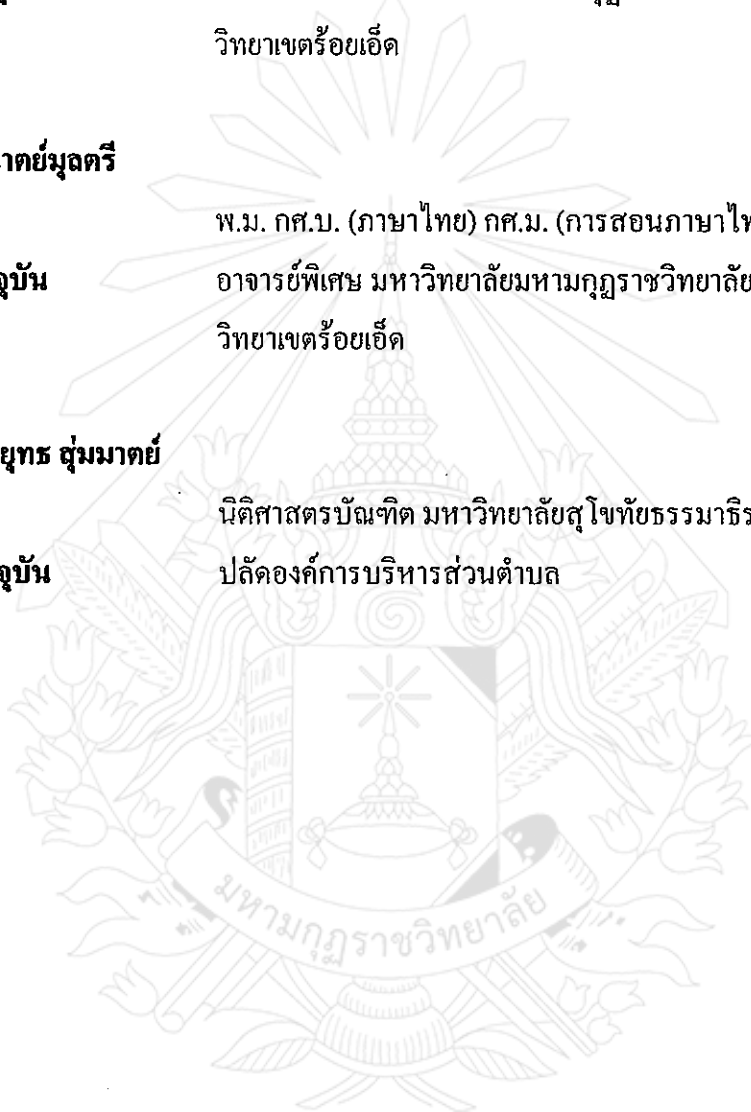 วิทยาเขตร้อยเอ็ด
าตย์มุลตรี
พ.ม. กศ.บ. (ภาษาไทย) กศ.ม. (การสอนภาษาไท
จุบัน อาจารย์พิเศษ มหาวิทยาลัยมหามกุฏราชวิทยาลัย
วิทยาเขตร้อยเอ็ด
ยุทธ สุ่มมาตย์
นิติศาสตรบัณฑิต มหาวิทยาลัยสุโขทัยธรรมาธิร
จุบัน ปลัดองค์การบริหารส่วนตำบล
มหามกุฏราชวิทยาลัย